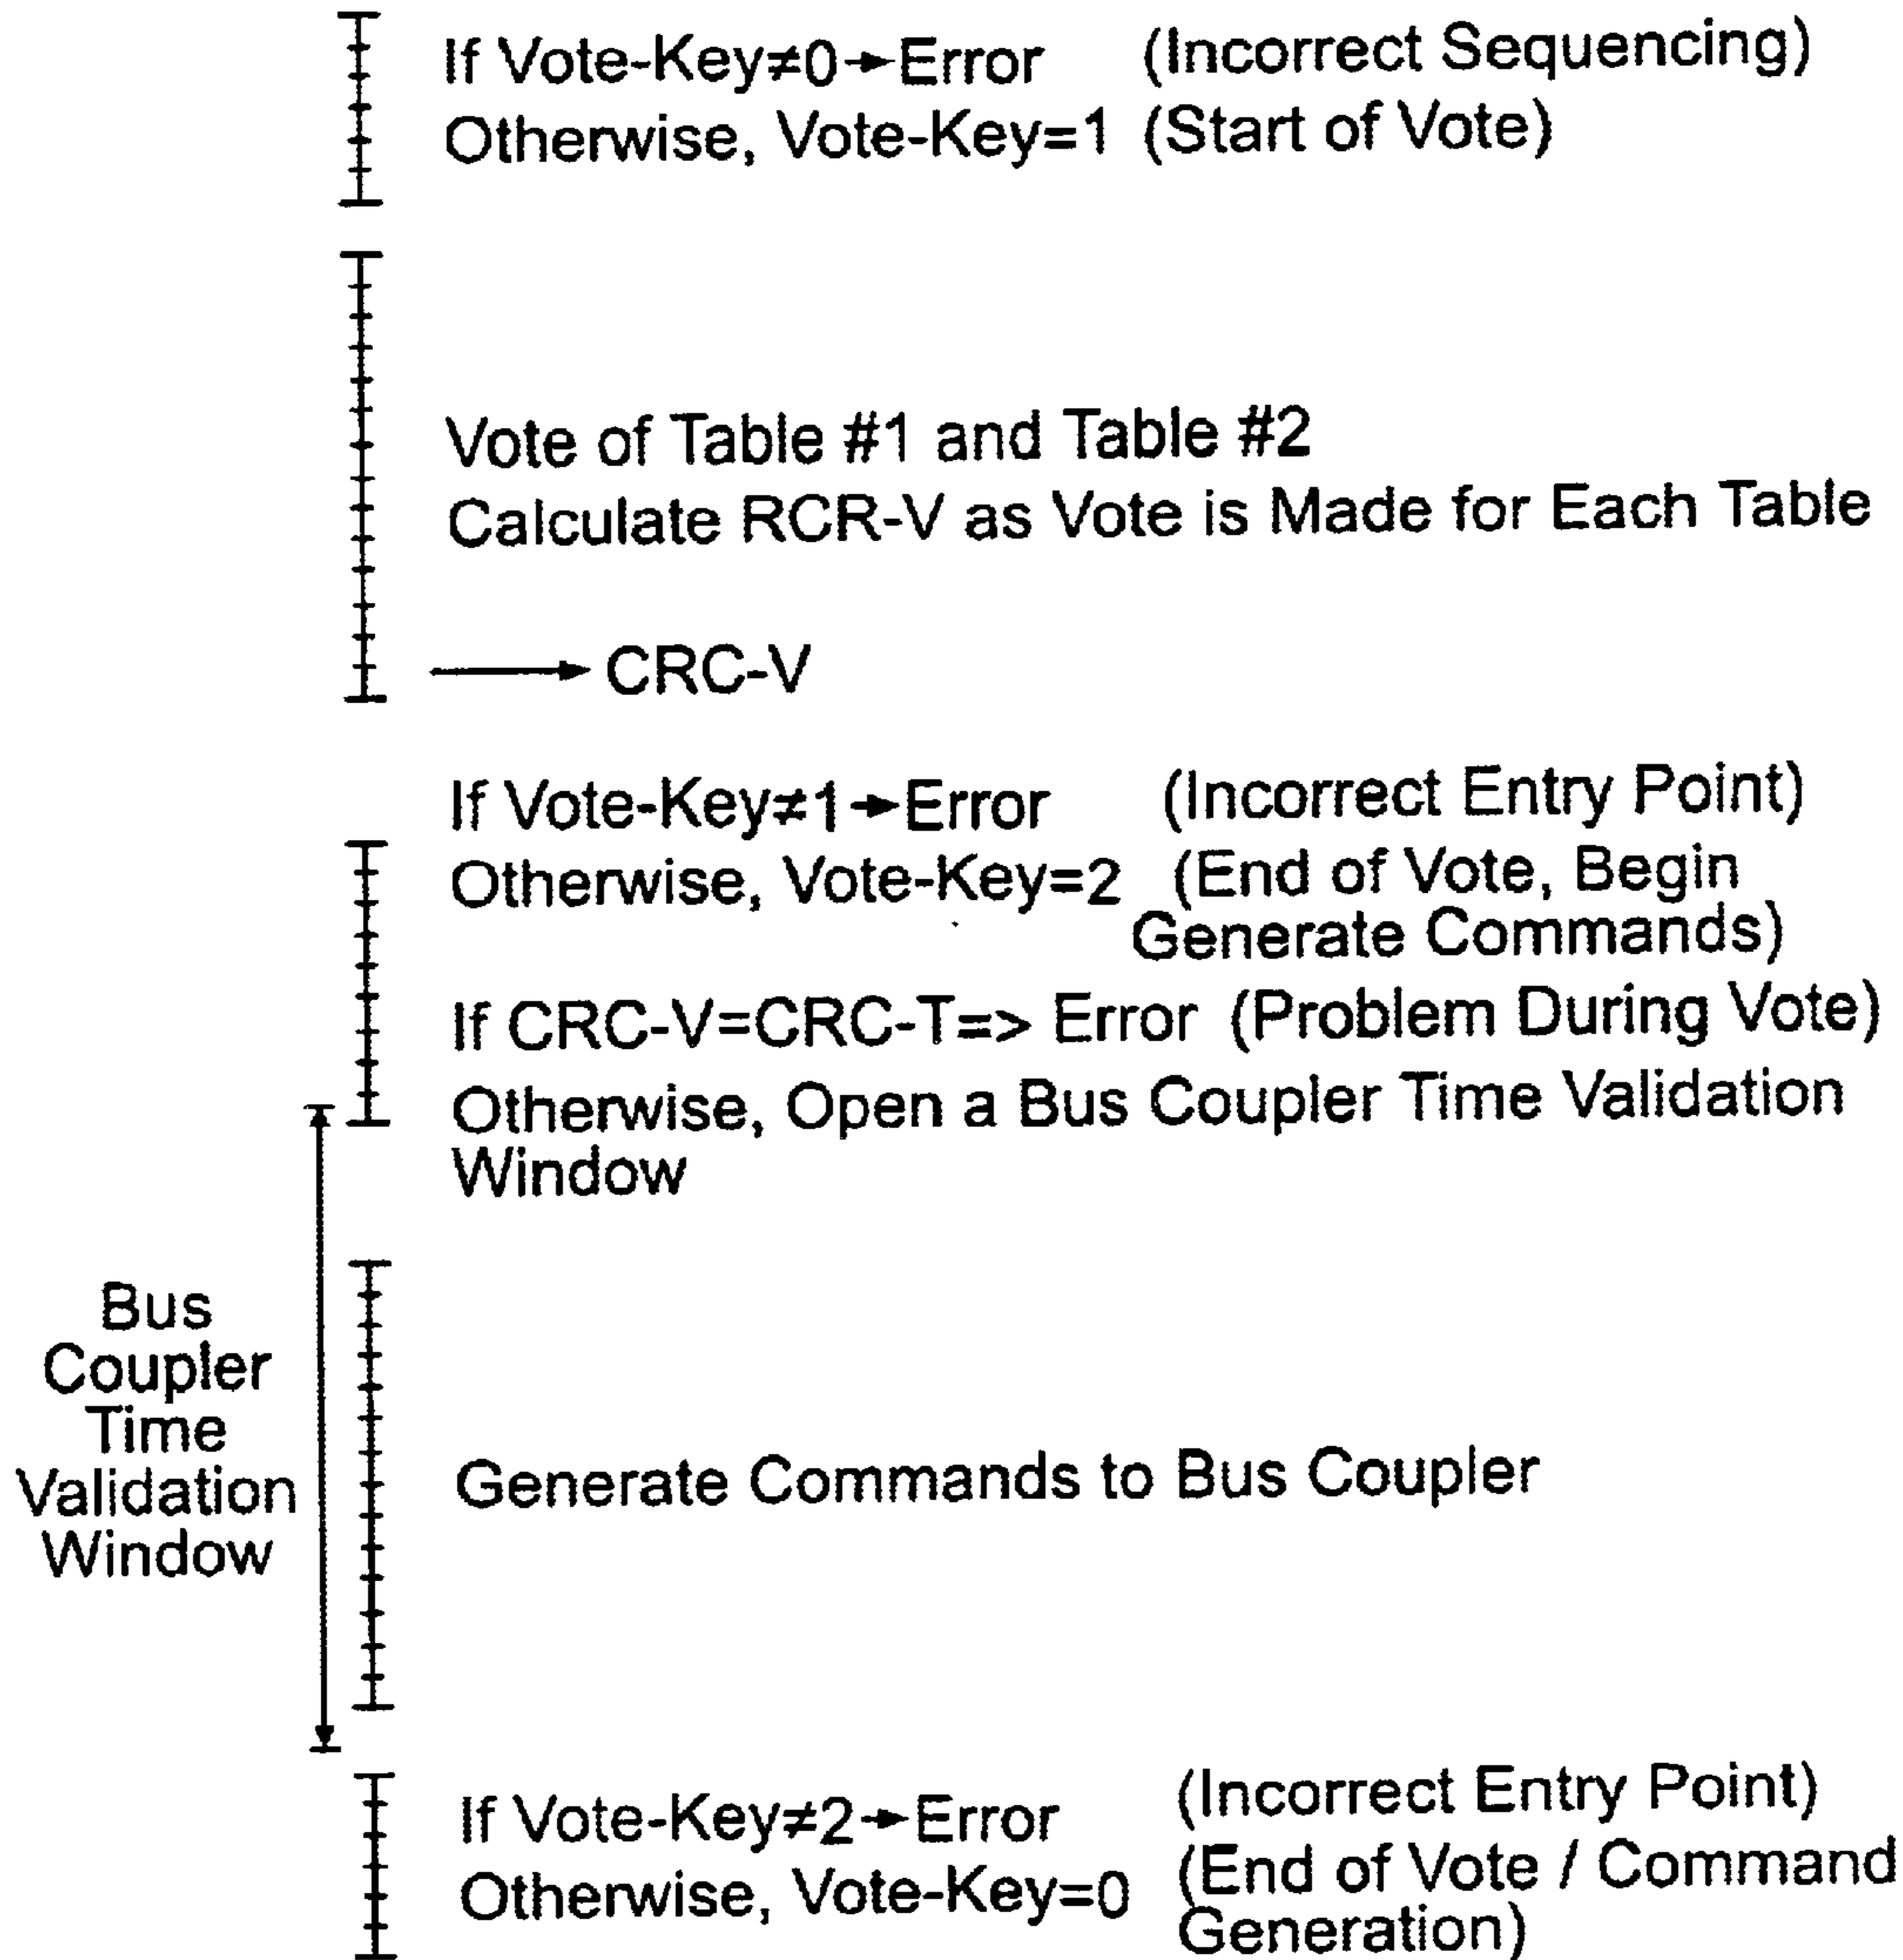 If Vote-Key≠0→Error (Incorrect Sequencing)
Otherwise, Vote-Key=1 (Start of Vote)
Vote of Table #1 and Table #2
Calculate RCR-V as Vote is Made for Each Table
→ CRC-V
If Vote-Key≠1→Error (Incorrect Entry Point)
Otherwise, Vote-Key=2 (End of Vote, Begin
Generate Commands)
If CRC-V=CRC-T=> Error (Problem During Vote)
Otherwise, Open a Bus Coupler Time Validation
Window
Bus
Coupler
Time
Validation
Window
Generate Commands to Bus Coupler
If Vote-Key≠2→Error (Incorrect Entry Point)
Otherwise, Vote-Key=0 (End of Vote / Command
Generation)